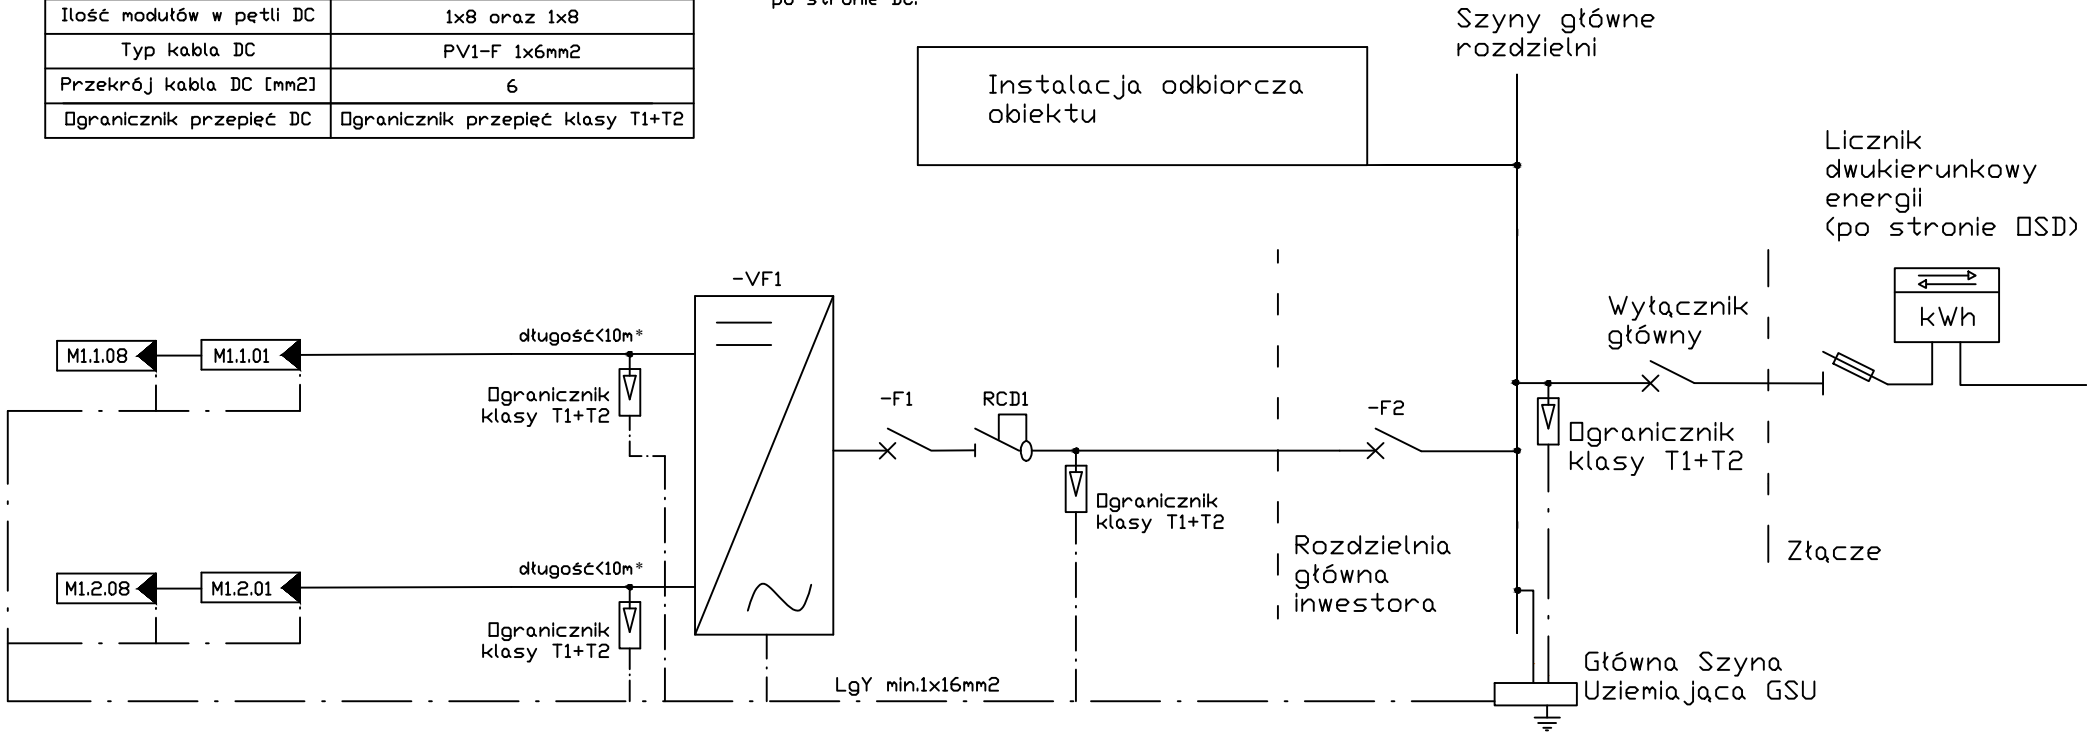 po stronie DC.
Ilość modułów w pętli DC 1x8 oraz 1x8
Typ kabla DC PV1-F 1x6mm2
Przekrój kabla DC [mm2] 6
Ogranicznik przepięć DC Ogranicznik przepięć klasy T1+T2
Szyny główne
rozdzielni
Instalacja odbiorcza
obiektu
Licznik
dwukierunkowy
energii
(po stronie OSD)
kWh
Wyłącznik
główny
-VF1
długość<10m*
M1.1.08 M1.1.01
Ogranicznik
klasy T1+T2
-F1
RCD1
-F2
Ogranicznik
klasy T1+T2
Ogranicznik
klasy T1+T2
Rozdzielnia
główna
inwestora
Złącze
długość<10m*
M1.2.08 M1.2.01
Ogranicznik
klasy T1+T2
LgY min.1x16mm2
Główna Szyna
Uziemiająca GSU